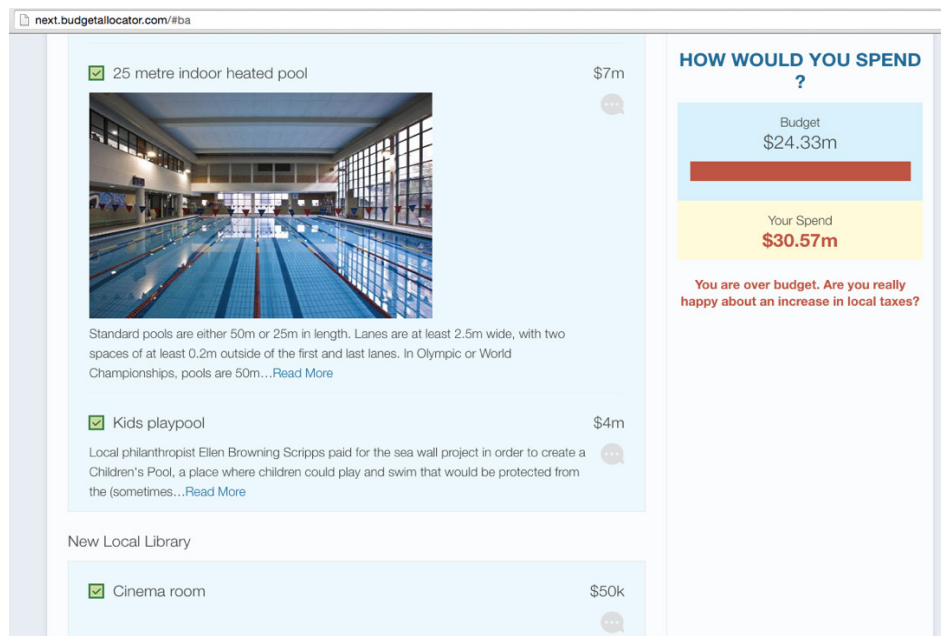 next.budgetallocator.com/#ba
25 metre indoor heated pool
$7m
Standard pools are either 50m or 25m in length. Lanes are at least 2.5m wide, with two
spaces of at least 0.2m outside of the first and last lanes. In Olympic or World
Championships, pools are 50m…Read More
Kids playpool
$4m
Local philanthropist Ellen Browning Scripps paid for the sea wall project in order to create a
Children's Pool, a place where children could play and swim that would be protected from
the (sometimes…Read More
New Local Library
Cinema room
$50k
HOW WOULD YOU SPEND
?
Budget
$24.33m
Your Spend
$30.57m
You are over budget. Are you really
happy about an increase in local taxes?